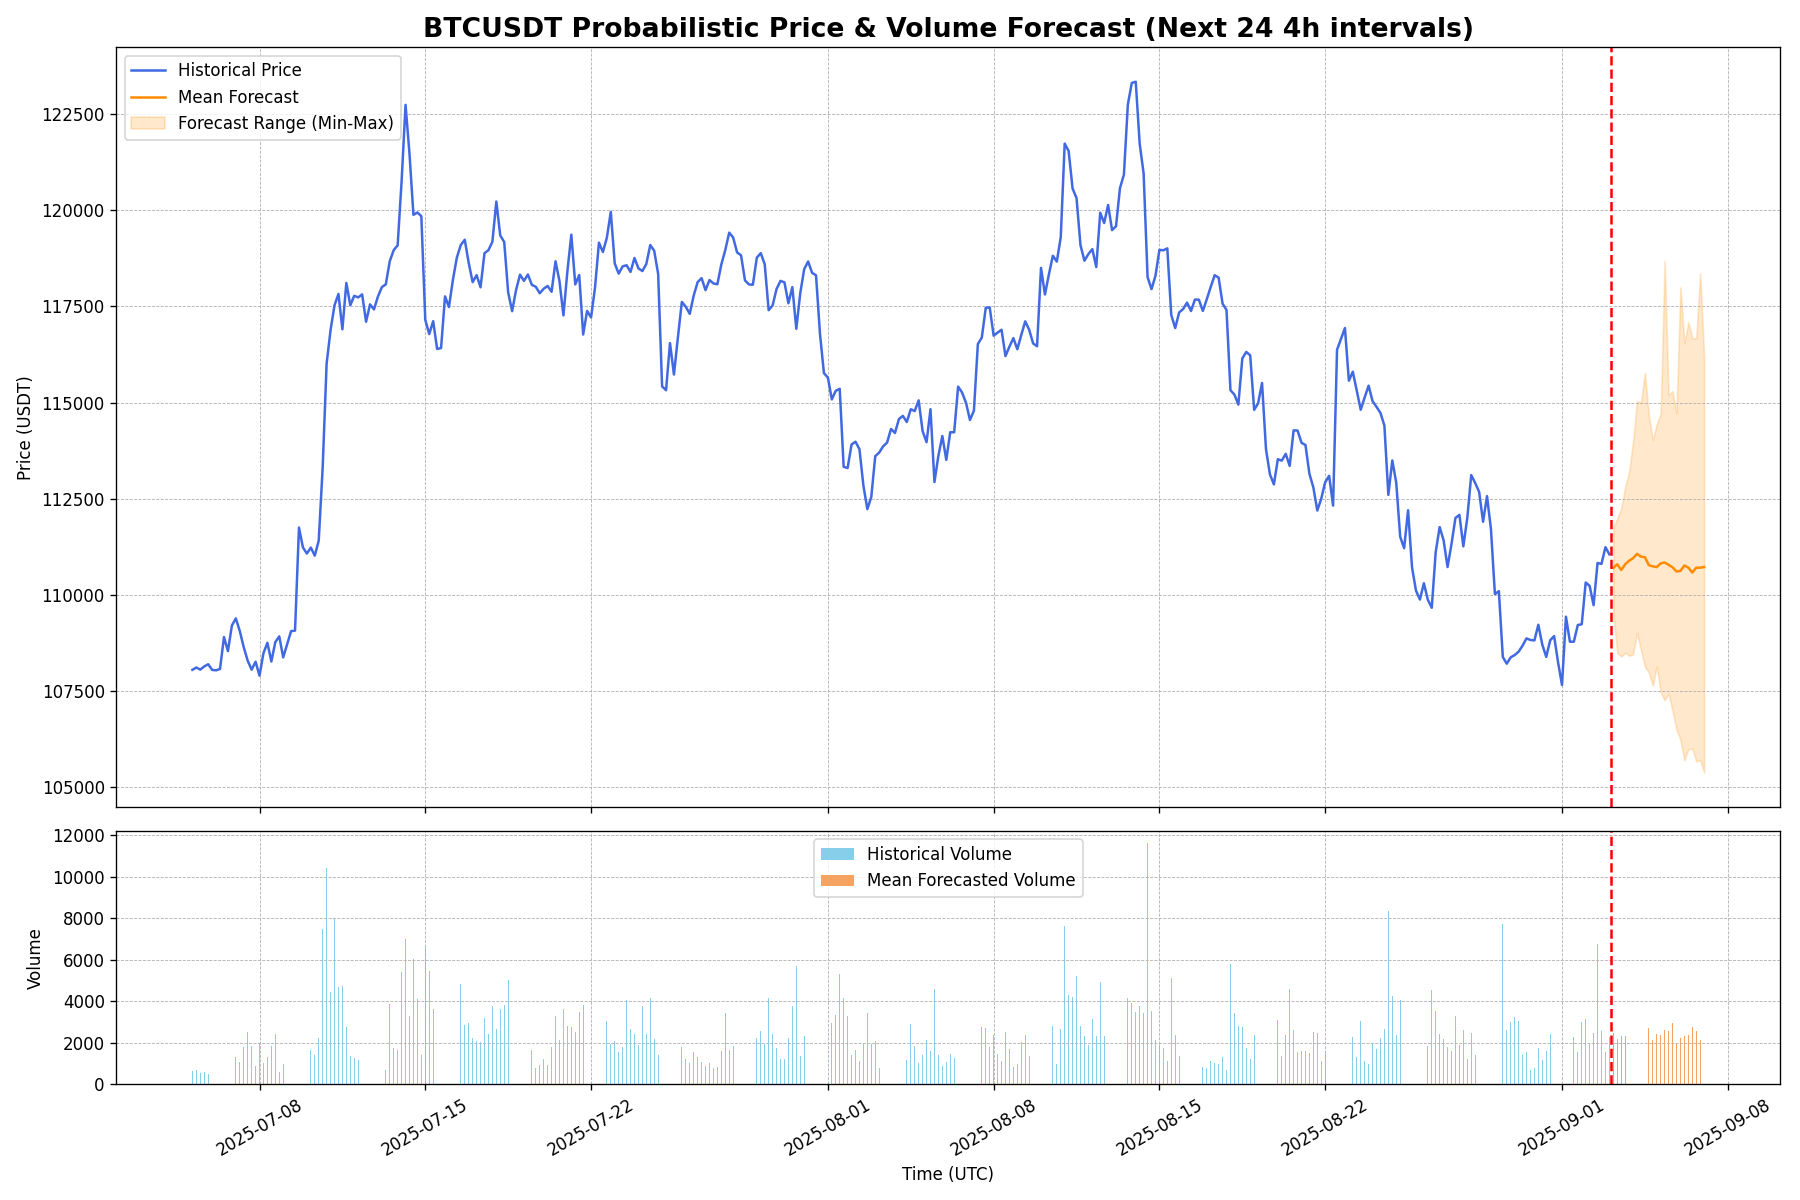 BTCUSDT Probabilistic Price & Volume Forecast (Next 24 4h intervals)
Historical Price
Mean Forecast
Forecast Range (Min-Max)
122500
120000
117500
115000
112500
110000
107500
105000
Price (USDT)
Historical Volume
Mean Forecasted Volume
12000
10000
8000
6000
4000
2000
0
Volume
2025-07-08
2025-07-15
2025-07-22
2025-08-01
2025-08-08
2025-08-15
2025-08-22
2025-09-01
2025-09-08
Time (UTC)